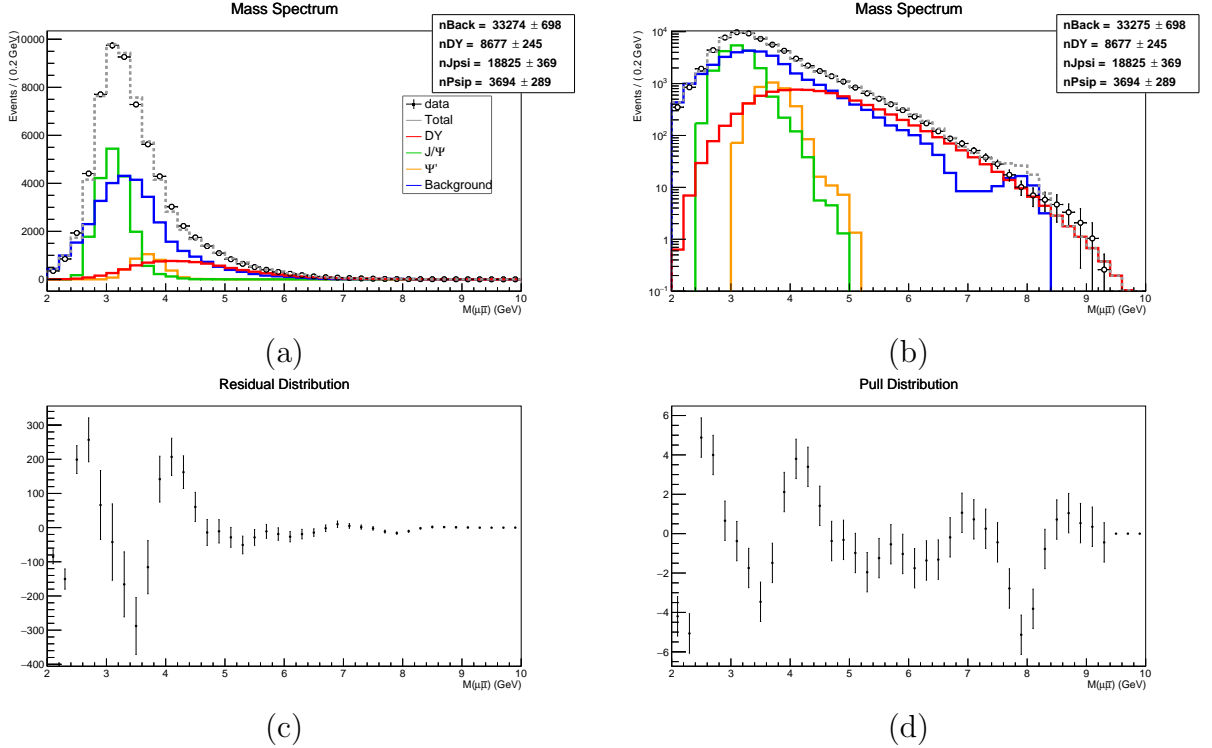 Mass Spectrum
nBack = 33274 ± 698
nDY = 8677 ± 245
nJpsi = 18825 ± 369
nPsip = 3694 ± 289
Events / ( 0.2 GeV )
10000
8000
6000
4000
2000
0
data
Total
DY
J/Ψ
Ψ'
Background
2 3 4 5 6 7 8 9 10
M(μμ̅) (GeV)
(a)
Mass Spectrum
nBack = 33275 ± 698
nDY = 8677 ± 245
nJpsi = 18825 ± 369
nPsip = 3694 ± 289
Events / ( 0.2 GeV )
10⁴
10³
10²
10
1
10⁻¹
2 3 4 5 6 7 8 9 10
M(μμ̅) (GeV)
(b)
Residual Distribution
300
200
100
0
−100
−200
−300
−400
2 3 4 5 6 7 8 9 10
M(μμ̅) (GeV)
(c)
Pull Distribution
6
4
2
0
−2
−4
−6
2 3 4 5 6 7 8 9 10
M(μμ̅) (GeV)
(d)